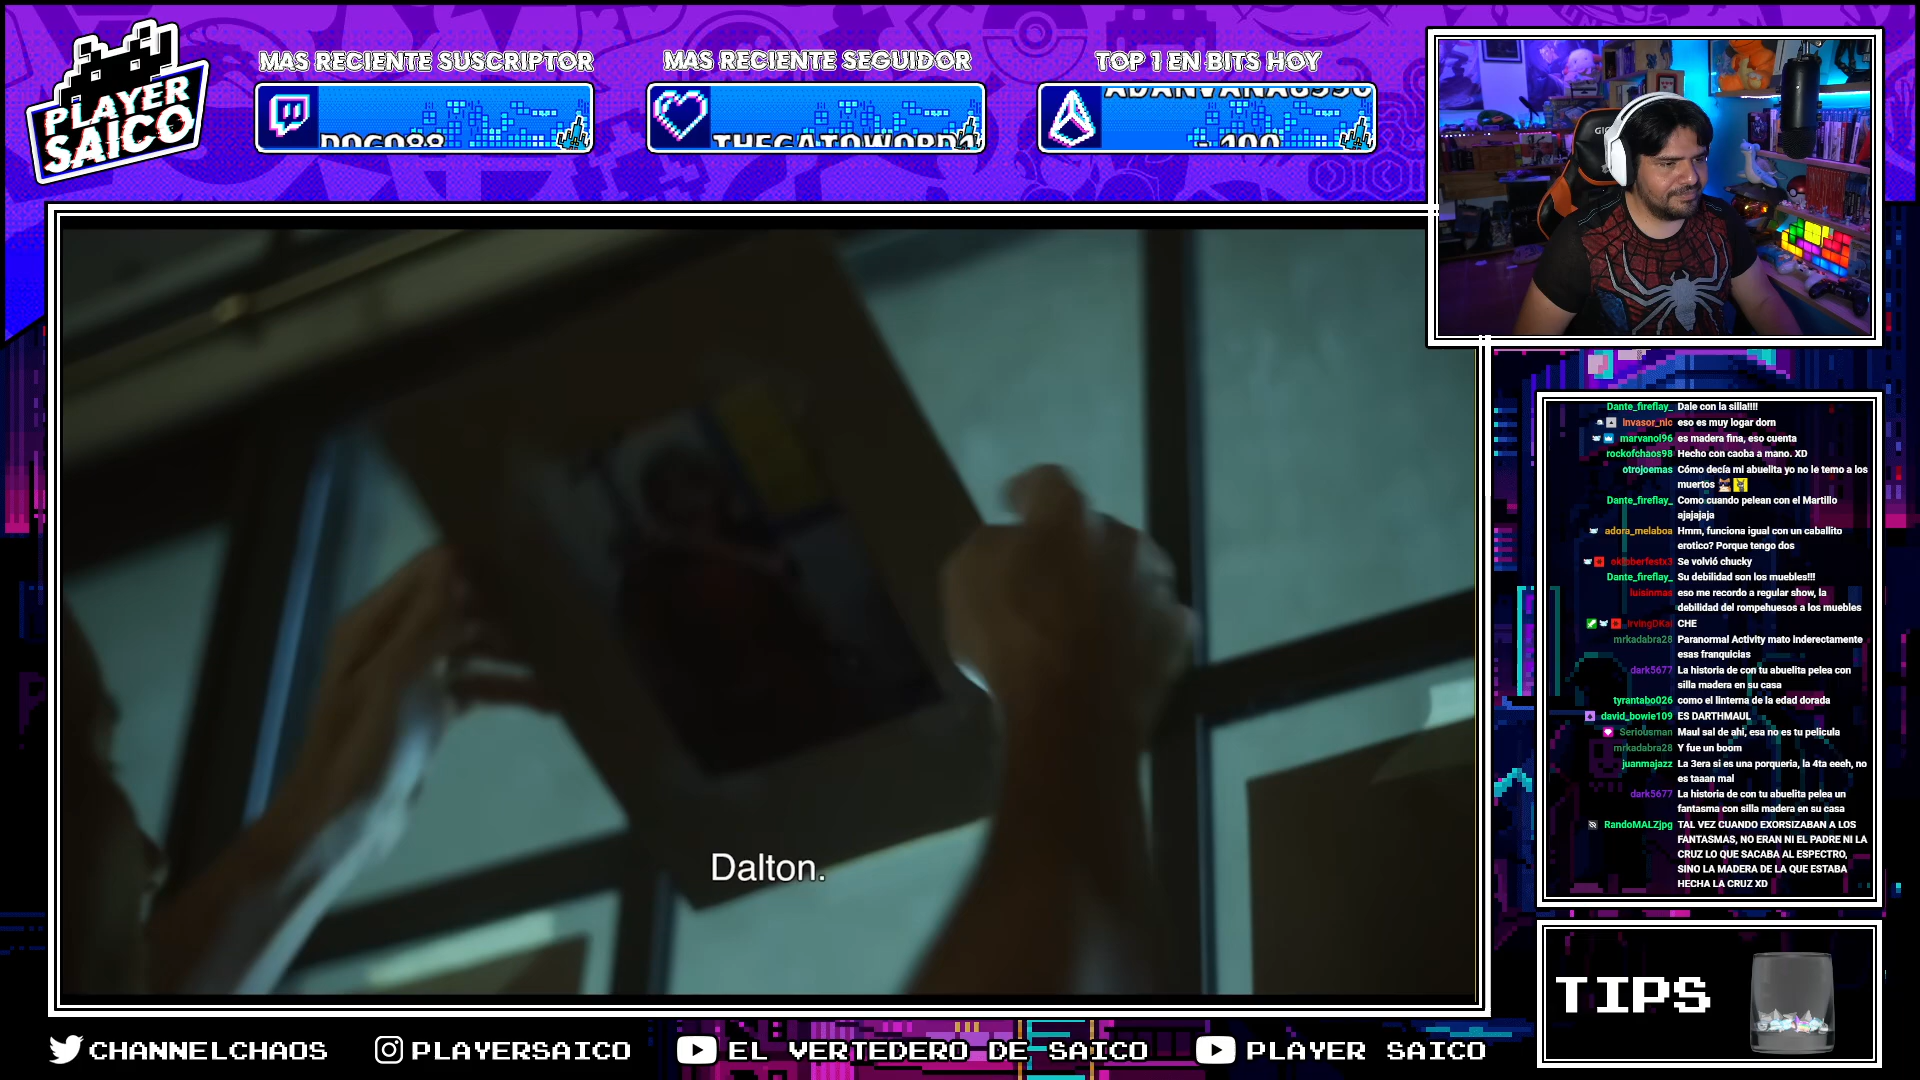 PLAYER
SAICO
MAS RECIENTE SUSCRIPTOR
DOGO88
MAS RECIENTE SEGUIDOR
THEGATOWORD1
TOP 1 EN BITS HOY
- 100
Dalton.
Dante_fireflay_ Dale con la silla!!!!
Invasor_nic eso es muy logar dorn
marvanol96 es madera fina, eso cuenta
rockofchaos98 Hecho con caoba a mano. XD
otrojoemas Cómo decía mi abuelita yo no le temo a los
muertos
Dante_fireflay_ Como cuando pelean con el Martillo
ajajajaja
adora_melaboa Hmm, funciona igual con un caballito
erotico? Porque tengo dos
oktoberfestx3 Se volvió chucky
Dante_fireflay_ Su debilidad son los muebles!!!
luisinmas eso me recordo a regular show, la
debilidad del rompehuesos a los muebles
IrvingDKai CHE
mrkadabra28 Paranormal Activity mato inderectamente
esas franquicias
dark5677 La historia de con tu abuelita pelea con
silla madera en su casa
tyrantabo026 como el linterna de la edad dorada
david_bowie109 ES DARTHMAUL
Seriousman Maul sal de ahi, esa no es tu pelicula
mrkadabra28 Y fue un boom
juanmajazz La 3era si es una porqueria, la 4ta eeeh, no
es taaan mal
dark5677 La historia de con tu abuelita pelea un
fantasma con silla madera en su casa
RandoMALZjpg TAL VEZ CUANDO EXORSIZABAN A LOS
FANTASMAS, NO ERAN NI EL PADRE NI LA
CRUZ LO QUE SACABA AL ESPECTRO,
SINO LA MADERA DE LA QUE ESTABA
HECHA LA CRUZ XD
TIPS
CHANNELCHAOS
PLAYERSAICO
EL VERTEDERO DE SAICO
PLAYER SAICO